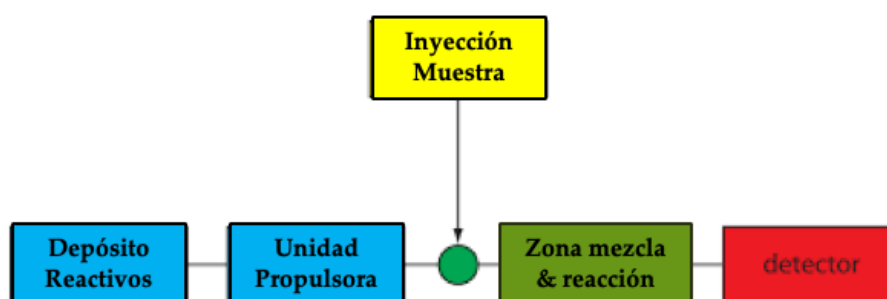 Inyección
Muestra
Depósito
Reactivos
Unidad
Propulsora
Zona mezcla
& reacción
detector